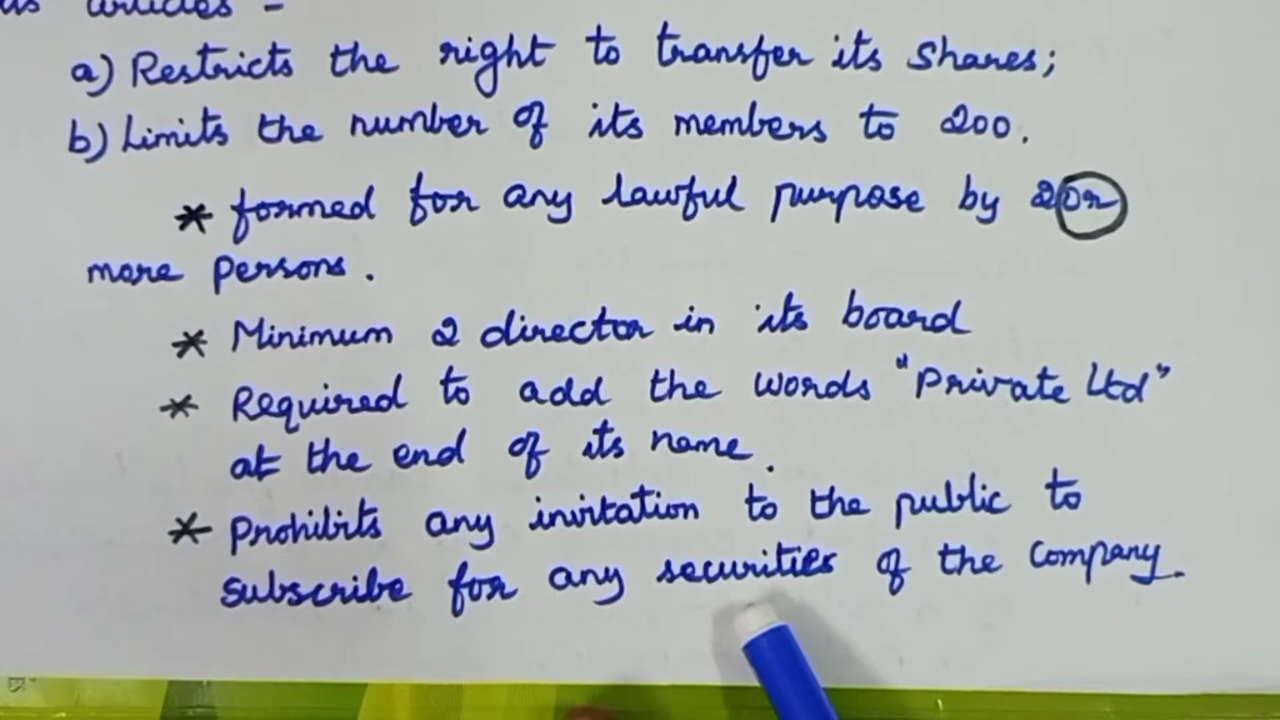 its articles -
a) Restricts the right to transfer its shares;
b) Limits the number of its members to 200.
* formed for any lawful purpose by 2 or
more persons.
* Minimum 2 director in its board
* Required to add the words "Private Ltd"
at the end of its name.
* Prohibits any invitation to the public to
subscribe for any securities of the company.